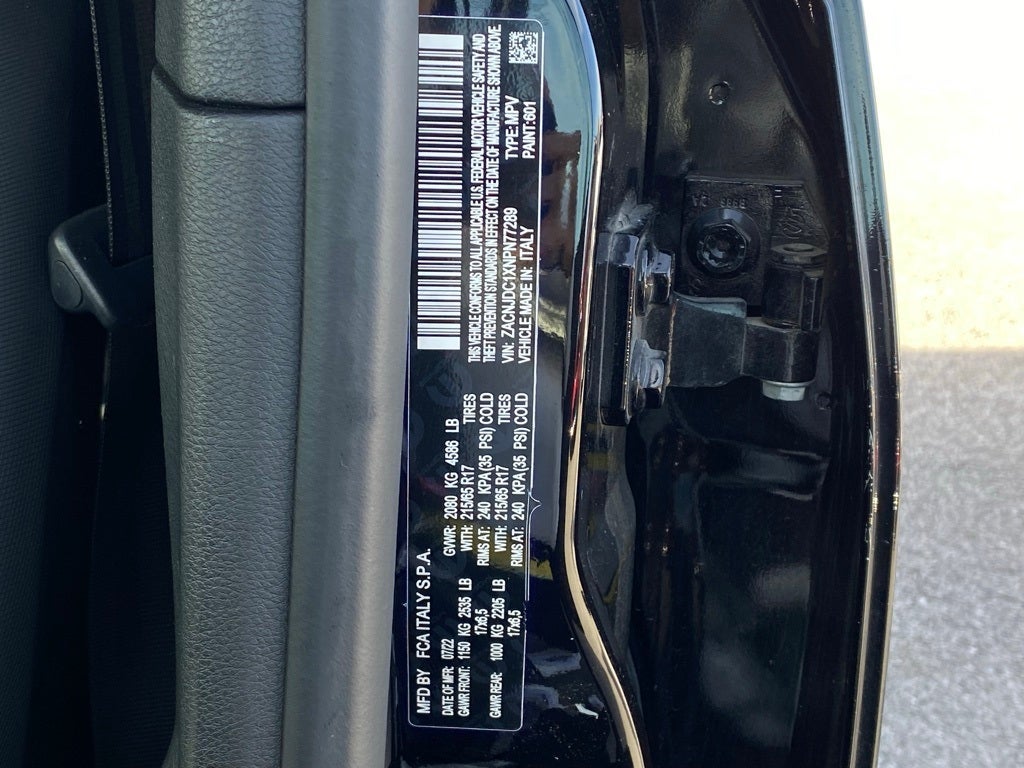 MFD BY FCA ITALY S.P.A.
DATE OF MFR: 07/22 GVWR: 2080 KG 4586 LB
GAWR FRONT: 1150 KG 2535 LB WITH: 215/65 R17 TIRES
17x6,5 RIMS AT: 240 KPA(35 PSI) COLD
GAWR REAR: 1000 KG 2205 LB WITH: 215/65 R17 TIRES
17x6,5 RIMS AT: 240 KPA(35 PSI) COLD
THIS VEHICLE CONFORMS TO ALL APPLICABLE U.S. FEDERAL MOTOR VEHICLE SAFETY AND
THEFT PREVENTION STANDARDS IN EFFECT ON THE DATE OF MANUFACTURE SHOWN ABOVE.
VIN: ZACNJDC1XNPN77289 TYPE: MPV
VEHICLE MADE IN: ITALY PAINT:601